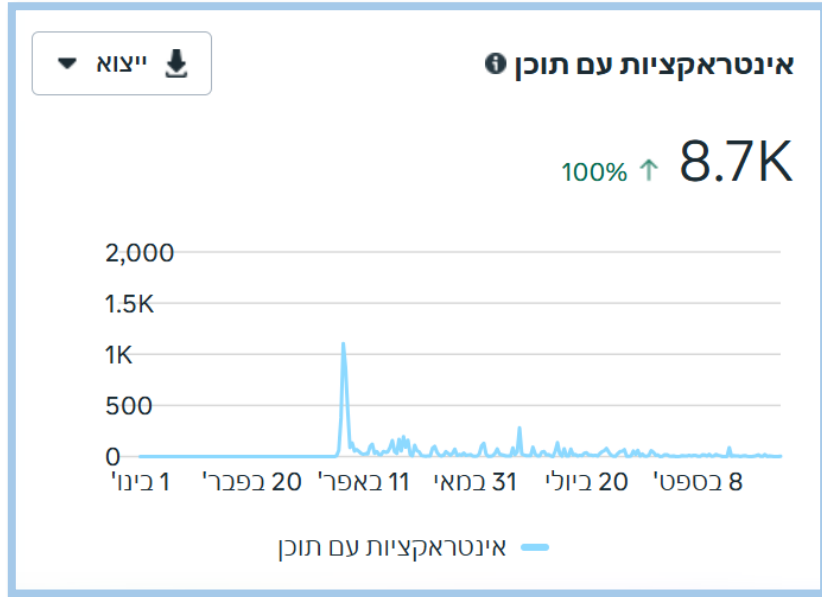 אינטראקציות עם תוכן
ייצוא
8.7K ↑ 100%
2,000
1.5K
1K
500
0
1 בינו' 20 בפבר' 11 באפר' 31 במאי 20 ביולי 8 בספט'
אינטראקציות עם תוכן